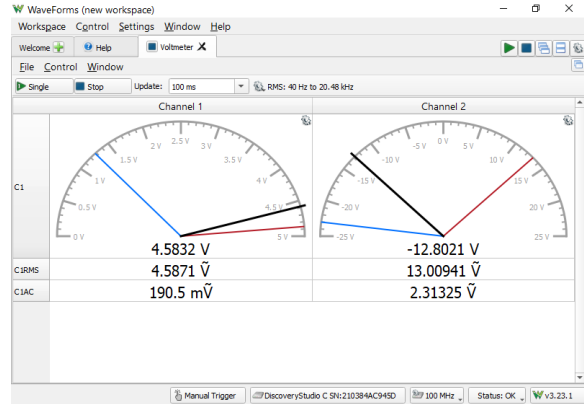 WaveForms (new workspace)
Workspace Control Settings Window Help
Welcome Help Voltmeter
File Control Window
Single Stop Update: 100 ms RMS: 40 Hz to 20.48 kHz
Channel 1 Channel 2
C1
0 V 0.5 V 1 V 1.5 V 2 V 2.5 V 3 V 3.5 V 4 V 4.5 V 5 V
-25 V -20 V -15 V -10 V -5 V 0 V 5 V 10 V 15 V 20 V 25 V
4.5832 V -12.8021 V
C1RMS 4.5871 Ṽ 13.00941 Ṽ
C1AC 190.5 mṼ 2.31325 Ṽ
Manual Trigger DiscoveryStudio C SN:210384AC945D 100 MHz Status: OK v3.23.1